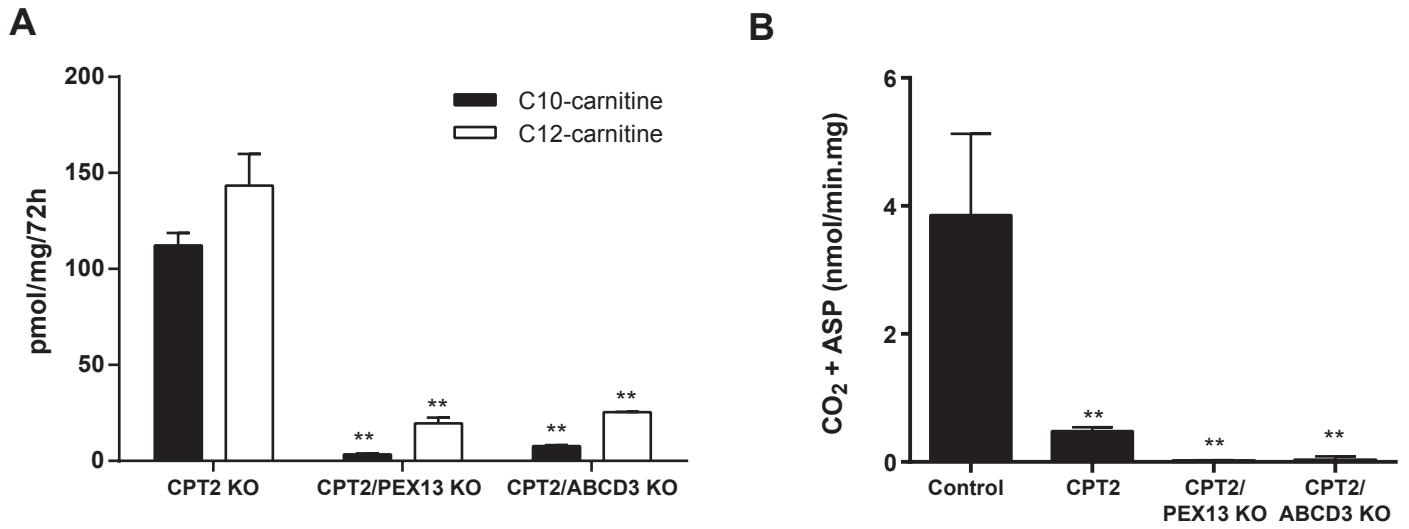 A
pmol/mg/72h
200
150
100
50
0
C10-carnitine
C12-carnitine
**
**
**
**
CPT2 KO
CPT2/PEX13 KO
CPT2/ABCD3 KO
B
CO₂ + ASP (nmol/min.mg)
6
4
2
0
**
**
**
Control
CPT2
CPT2/
PEX13 KO
CPT2/
ABCD3 KO